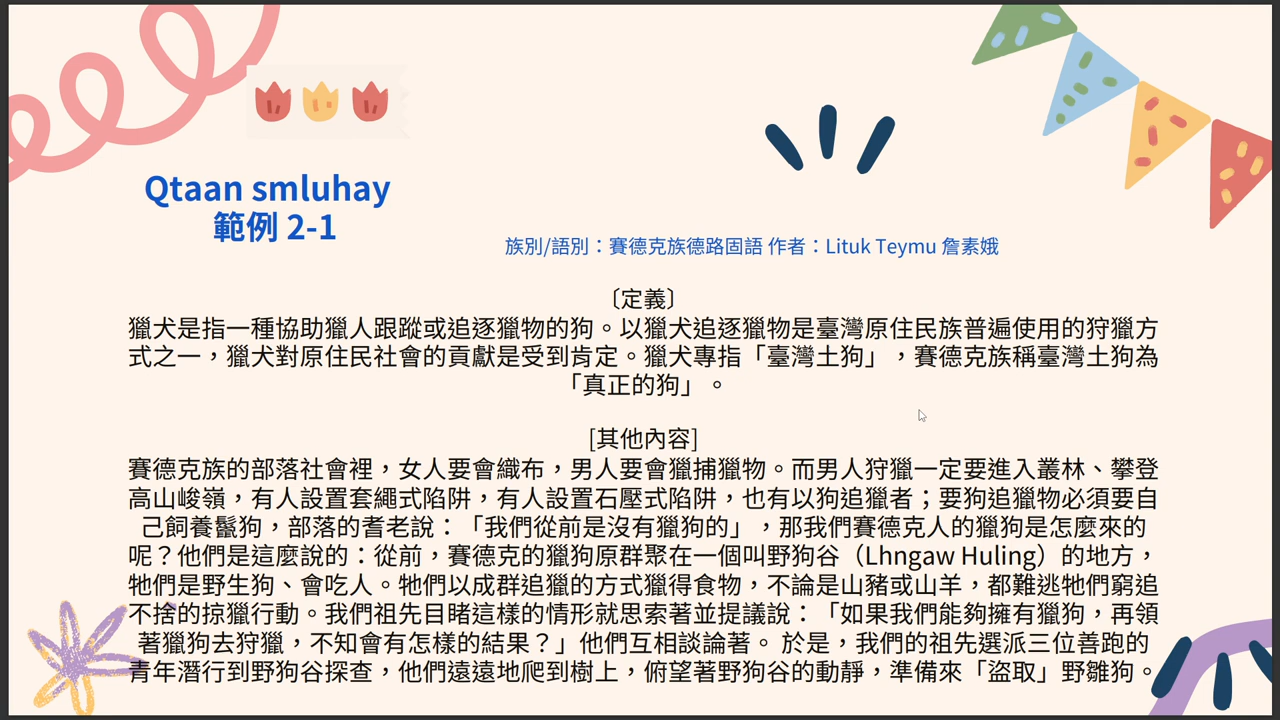 Qtaan smluhay
範例 2-1
族別/語別：賽德克族德路固語 作者：Lituk Teymu 詹素娥
〔定義〕
獵犬是指一種協助獵人跟蹤或追逐獵物的狗。以獵犬追逐獵物是臺灣原住民族普遍使用的狩獵方
式之一，獵犬對原住民社會的貢獻是受到肯定。獵犬專指「臺灣土狗」，賽德克族稱臺灣土狗為
「真正的狗」。
[其他內容]
賽德克族的部落社會裡，女人要會織布，男人要會獵捕獵物。而男人狩獵一定要進入叢林、攀登
高山峻嶺，有人設置套繩式陷阱，有人設置石壓式陷阱，也有以狗追獵者；要狗追獵物必須要自
己飼養鬣狗，部落的耆老說：「我們從前是沒有獵狗的」，那我們賽德克人的獵狗是怎麼來的
呢？他們是這麼說的：從前，賽德克的獵狗原群聚在一個叫野狗谷（Lhngaw Huling）的地方，
牠們是野生狗、會吃人。牠們以成群追獵的方式獵得食物，不論是山豬或山羊，都難逃牠們窮追
不捨的掠獵行動。我們祖先目睹這樣的情形就思索著並提議說：「如果我們能夠擁有獵狗，再領
著獵狗去狩獵，不知會有怎樣的結果？」他們互相談論著。 於是，我們的祖先選派三位善跑的
青年潛行到野狗谷探查，他們遠遠地爬到樹上，俯望著野狗谷的動靜，準備來「盜取」野雛狗。